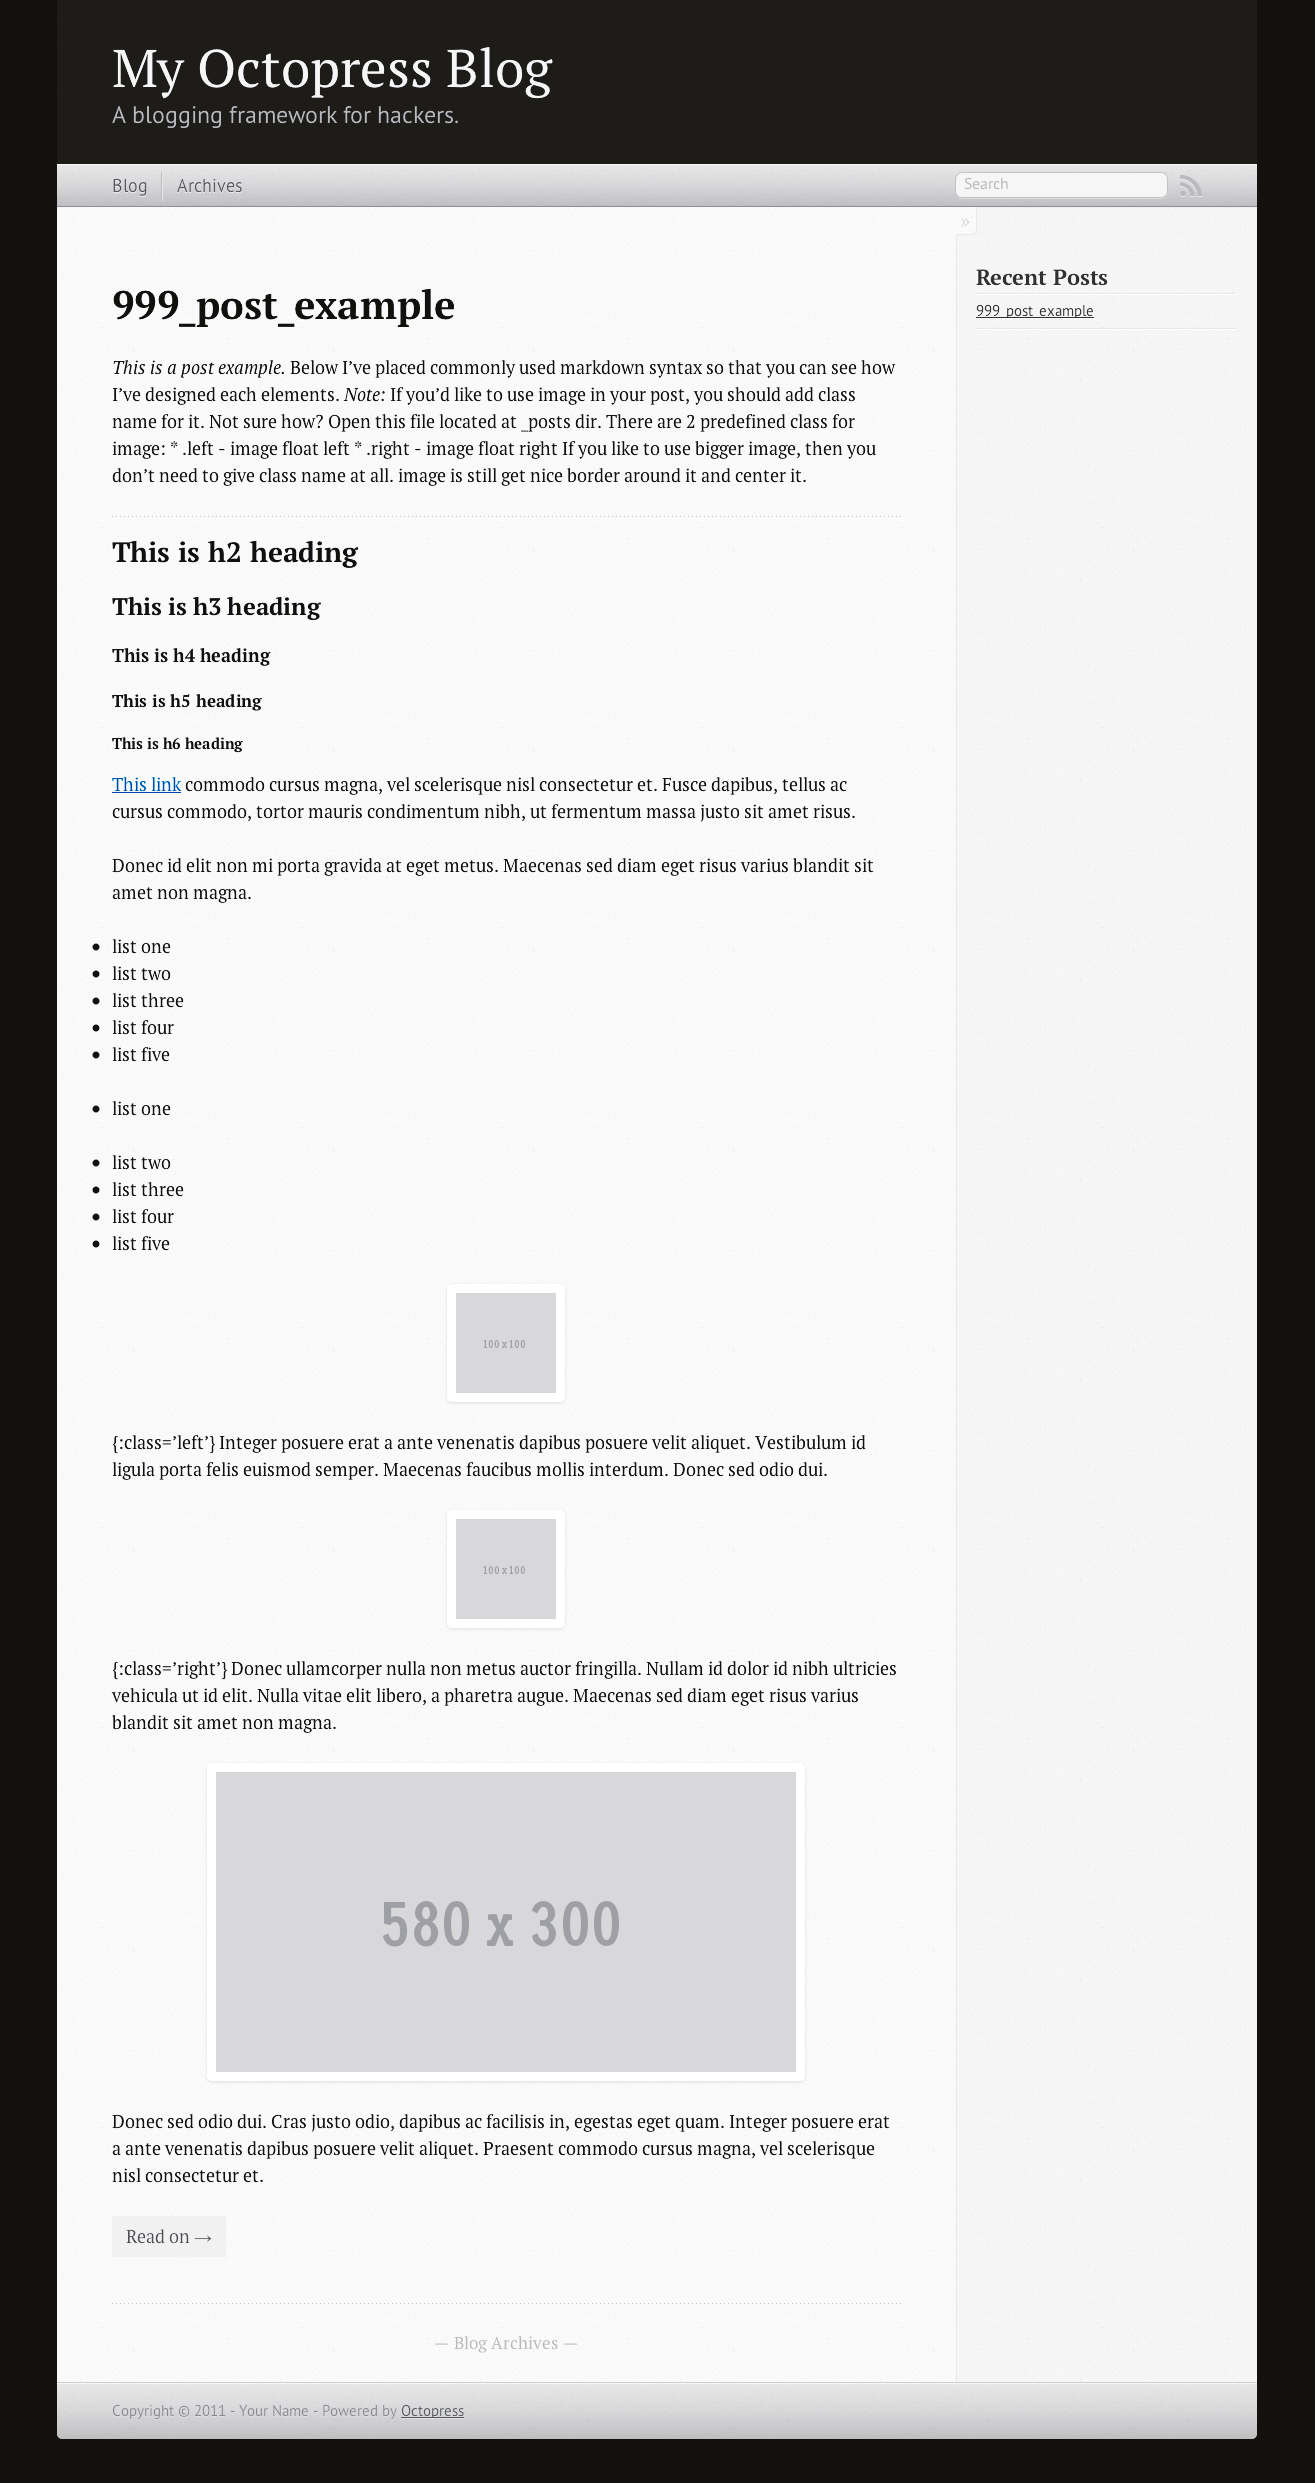 My Octopress Blog
A blogging framework for hackers.
Blog
Archives
Search
»
999_post_example
This is a post example. Below I’ve placed commonly used markdown syntax so that you can see how
I’ve designed each elements. Note: If you’d like to use image in your post, you should add class
name for it. Not sure how? Open this file located at _posts dir. There are 2 predefined class for
image: * .left - image float left * .right - image float right If you like to use bigger image, then you
don’t need to give class name at all. image is still get nice border around it and center it.
This is h2 heading
This is h3 heading
This is h4 heading
This is h5 heading
This is h6 heading
This link commodo cursus magna, vel scelerisque nisl consectetur et. Fusce dapibus, tellus ac
cursus commodo, tortor mauris condimentum nibh, ut fermentum massa justo sit amet risus.
Donec id elit non mi porta gravida at eget metus. Maecenas sed diam eget risus varius blandit sit
amet non magna.
• list one
• list two
• list three
• list four
• list five
• list one
• list two
• list three
• list four
• list five
100x100
{:class=’left’} Integer posuere erat a ante venenatis dapibus posuere velit aliquet. Vestibulum id
ligula porta felis euismod semper. Maecenas faucibus mollis interdum. Donec sed odio dui.
100x100
{:class=’right’} Donec ullamcorper nulla non metus auctor fringilla. Nullam id dolor id nibh ultricies
vehicula ut id elit. Nulla vitae elit libero, a pharetra augue. Maecenas sed diam eget risus varius
blandit sit amet non magna.
580 x 300
Donec sed odio dui. Cras justo odio, dapibus ac facilisis in, egestas eget quam. Integer posuere erat
a ante venenatis dapibus posuere velit aliquet. Praesent commodo cursus magna, vel scelerisque
nisl consectetur et.
Read on →
— Blog Archives —
Recent Posts
999_post_example
Copyright © 2011 - Your Name - Powered by Octopress